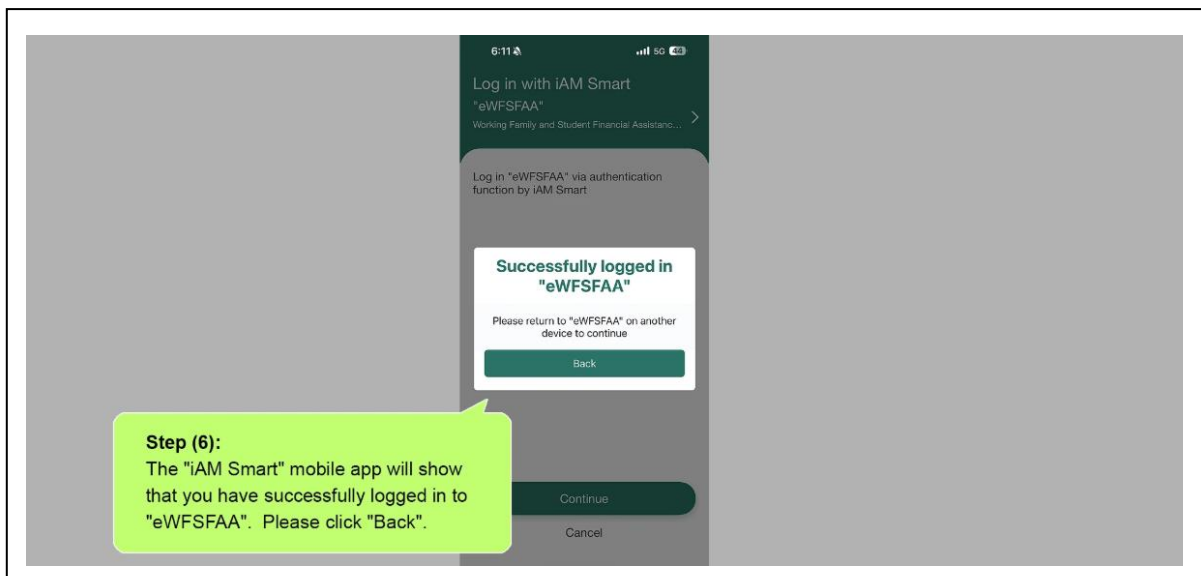 6:11
5G 49
Log in with iAM Smart
"eWFSFAA"
Working Family and Student Financial Assistanc...
Log in "eWFSFAA" via authentication
function by iAM Smart
Successfully logged in
"eWFSFAA"
Please return to "eWFSFAA" on another
device to continue
Back
Step (6):
The "iAM Smart" mobile app will show
that you have successfully logged in to
"eWFSFAA".  Please click "Back".
Continue
Cancel